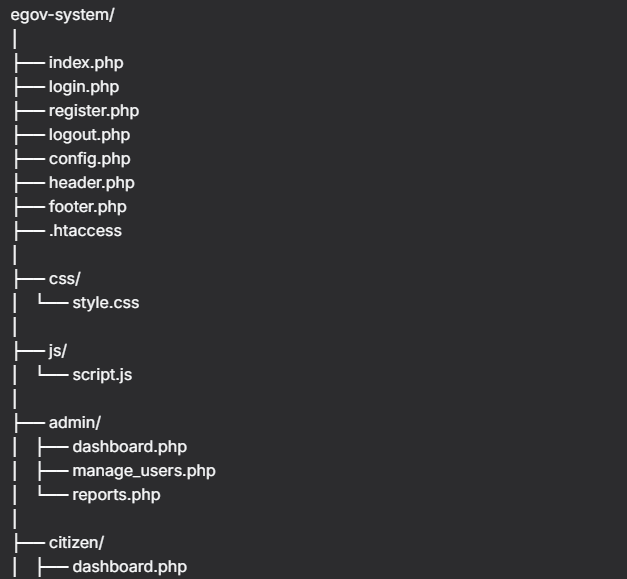 egov-system/
│
├── index.php
├── login.php
├── register.php
├── logout.php
├── config.php
├── header.php
├── footer.php
├── .htaccess
│
├── css/
│   └── style.css
│
├── js/
│   └── script.js
│
├── admin/
│   ├── dashboard.php
│   ├── manage_users.php
│   └── reports.php
│
├── citizen/
│   ├── dashboard.php